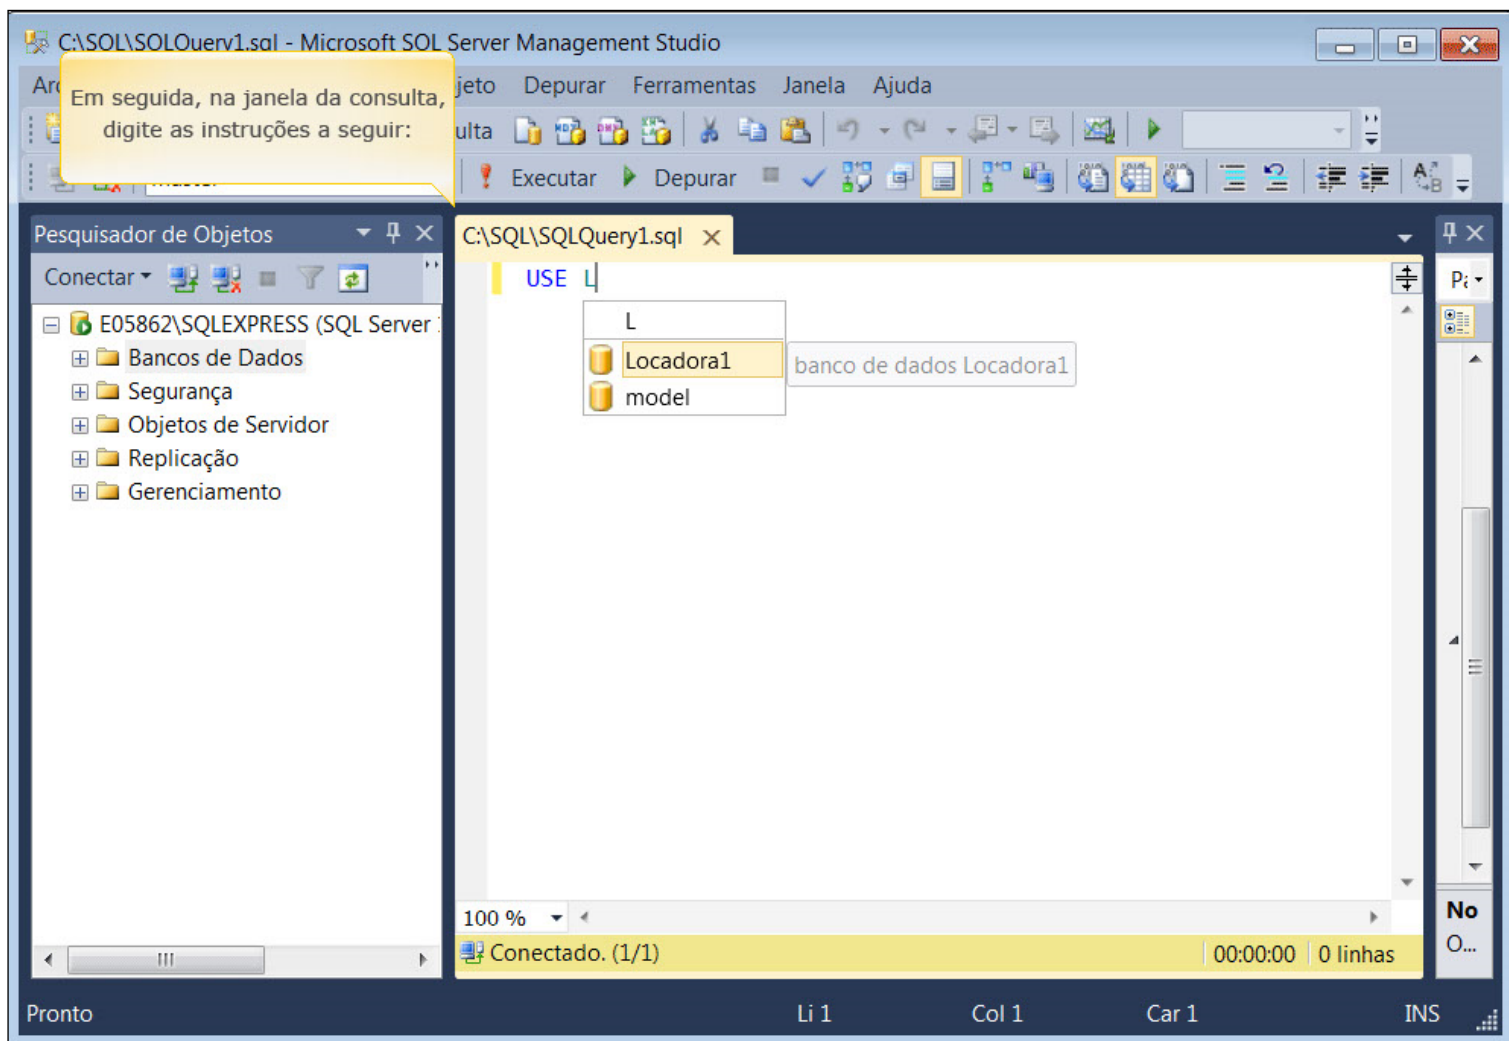 C:\SQL\SQLQuery1.sql - Microsoft SQL Server Management Studio
Em seguida, na janela da consulta,
digite as instruções a seguir:
Depurar Ferramentas Janela Ajuda
Executar Depurar
Pesquisador de Objetos
C:\SQL\SQLQuery1.sql
Conectar
E05862\SQLEXPRESS (SQL Server
Bancos de Dados
Segurança
Objetos de Servidor
Replicação
Gerenciamento
USE L
L
Locadora1
banco de dados Locadora1
model
100 %
Conectado. (1/1)
00:00:00
0 linhas
No
O...
Pronto
Li 1
Col 1
Car 1
INS